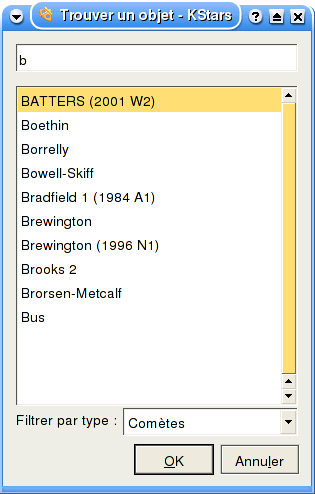 Trouver un objet - KStars
b
BATTERS (2001 W2)
Boethin
Borrelly
Bowell-Skiff
Bradfield 1 (1984 A1)
Brewington
Brewington (1996 N1)
Brooks 2
Brorsen-Metcalf
Bus
Filtrer par type : Comètes
OK Annuler